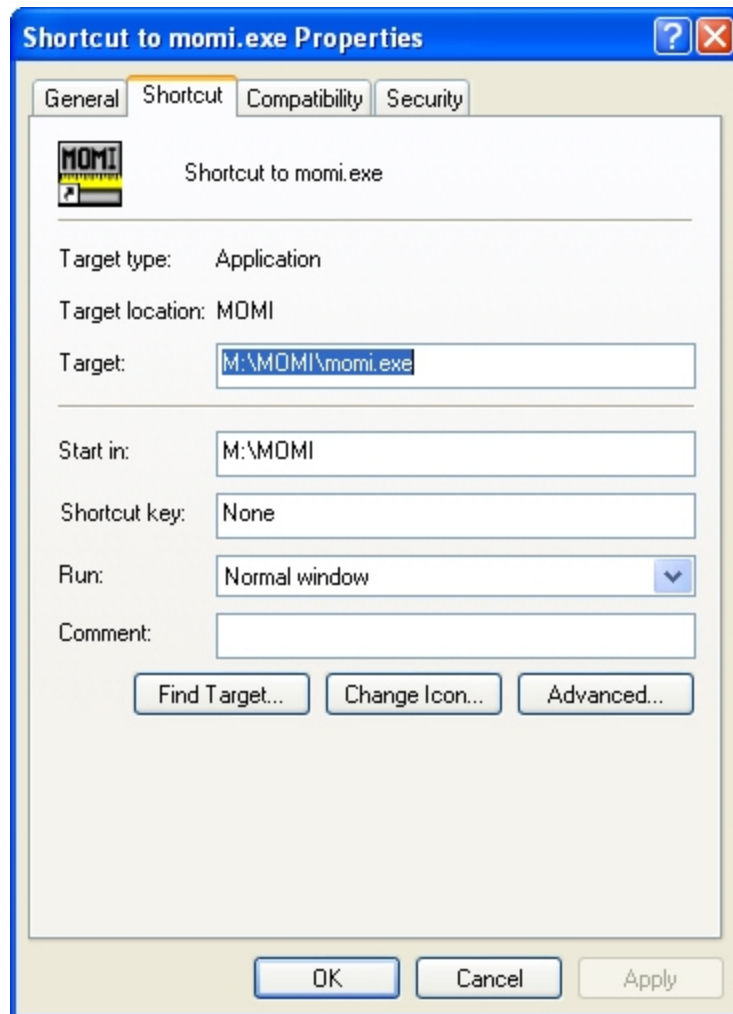 Shortcut to momi.exe Properties
General Shortcut Compatibility Security
MOMI
Shortcut to momi.exe
Target type: Application
Target location: MOMI
Target: M:\MOMI\momi.exe
Start in: M:\MOMI
Shortcut key: None
Run: Normal window
Comment:
Find Target... Change Icon... Advanced...
OK Cancel Apply